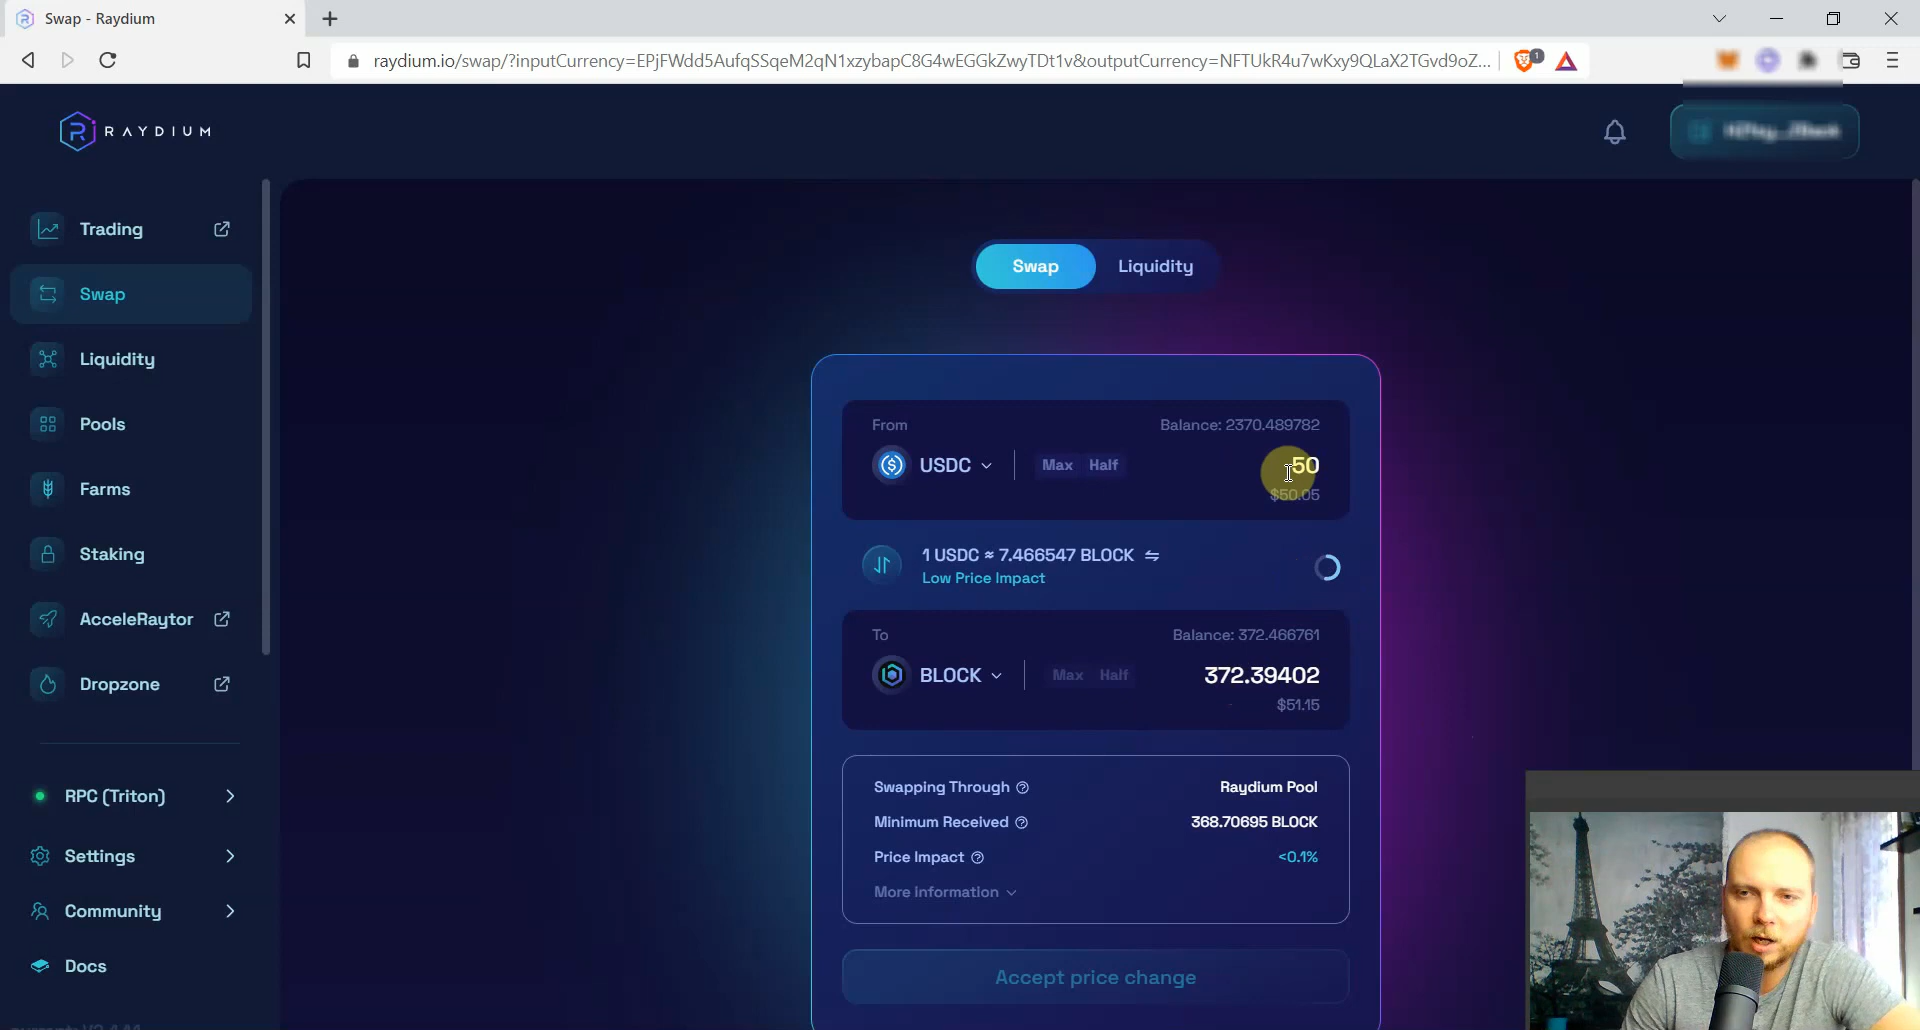 Swap - Raydium
raydium.io/swap/?inputCurrency=EPjFWdd5AufqSSqeM2qN1xzybapC8G4wEGGkZwyTDt1v&outputCurrency=NFTUkR4u7wKxy9QLaX2TGvd9oZ...
1
RAYDIUM
Trading
Swap
Liquidity
Pools
Farms
Staking
AcceleRaytor
Dropzone
RPC (Triton)
Settings
Community
Docs
Swap
Liquidity
From
Balance: 2370.489782
USDC
Max Half
50
$50.05
1 USDC ≈ 7.466547 BLOCK
Low Price Impact
To
Balance: 372.466761
BLOCK
Max Half
372.39402
$51.15
Swapping Through
Raydium Pool
Minimum Received
368.70695 BLOCK
Price Impact
<0.1%
More information
Accept price change